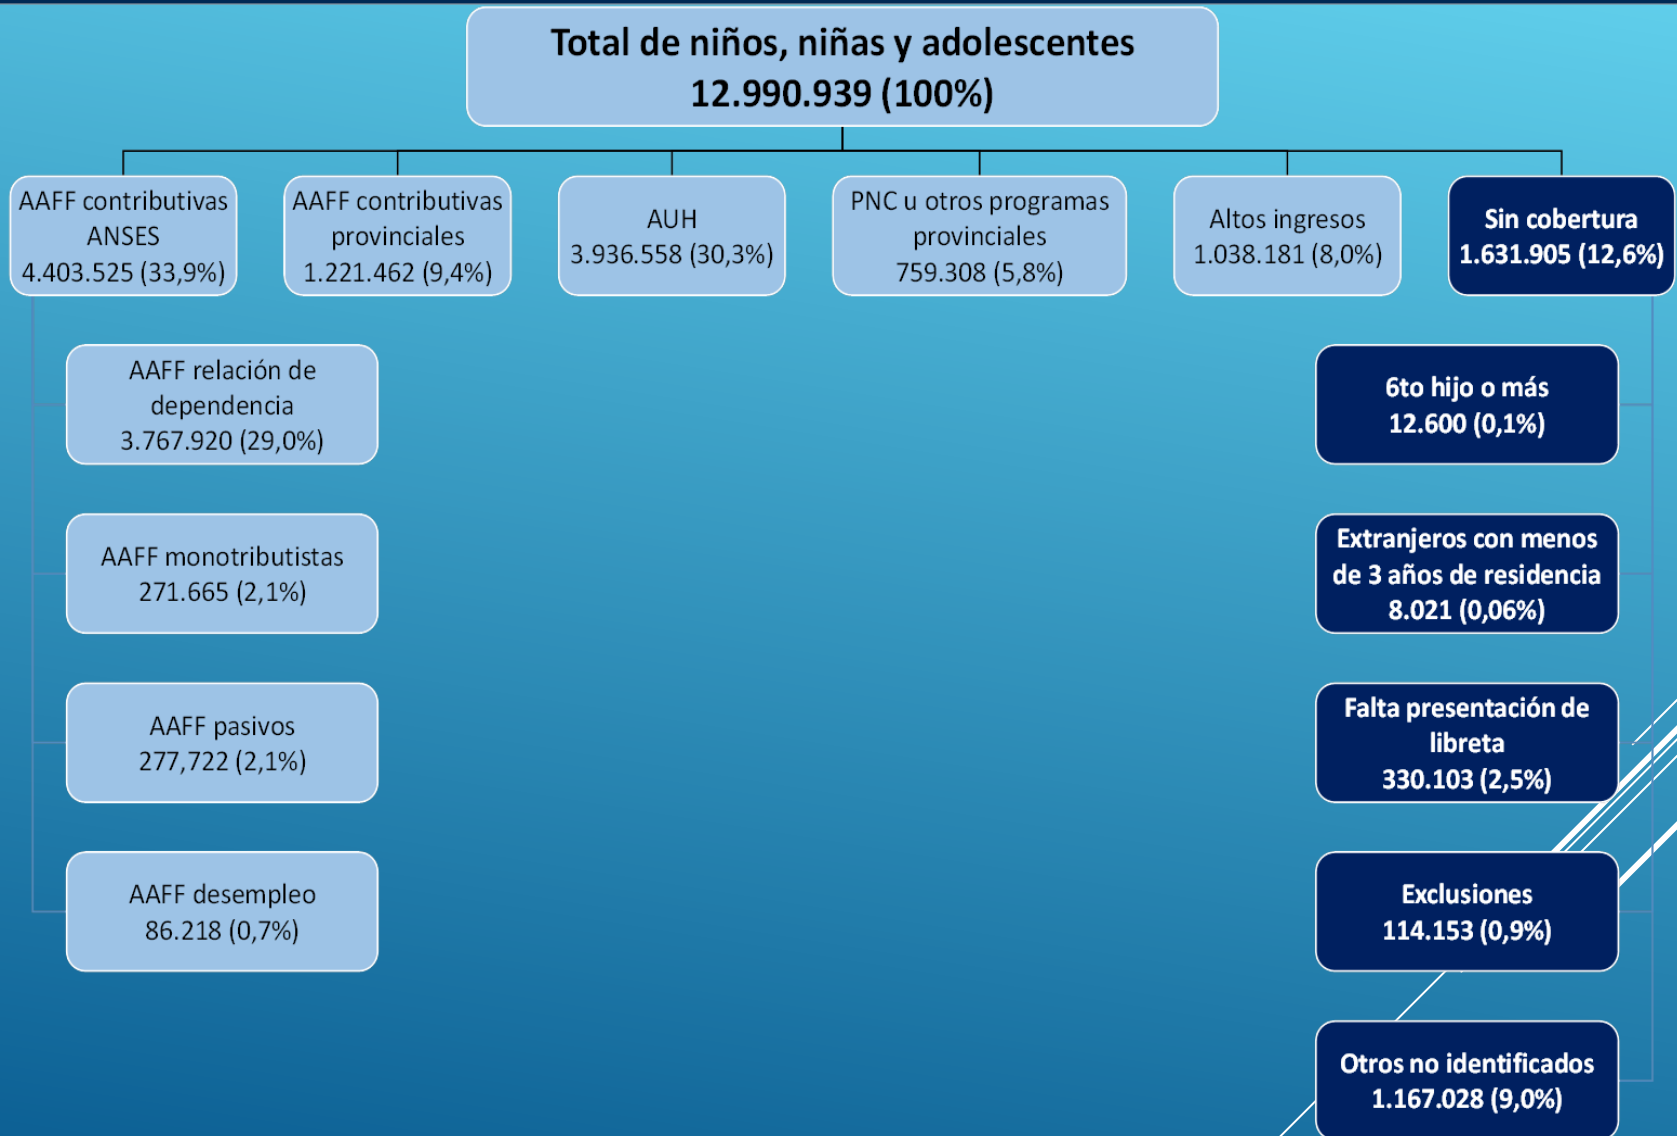 Total de niños, niñas y adolescentes
12.990.939 (100%)
AAFF contributivas
ANSES
4.403.525 (33,9%)
AAFF contributivas
provinciales
1.221.462 (9,4%)
AUH
3.936.558 (30,3%)
PNC u otros programas
provinciales
759.308 (5,8%)
Altos ingresos
1.038.181 (8,0%)
Sin cobertura
1.631.905 (12,6%)
AAFF relación de
dependencia
3.767.920 (29,0%)
AAFF monotributistas
271.665 (2,1%)
AAFF pasivos
277,722 (2,1%)
AAFF desempleo
86.218 (0,7%)
6to hijo o más
12.600 (0,1%)
Extranjeros con menos
de 3 años de residencia
8.021 (0,06%)
Falta presentación de
libreta
330.103 (2,5%)
Exclusiones
114.153 (0,9%)
Otros no identificados
1.167.028 (9,0%)